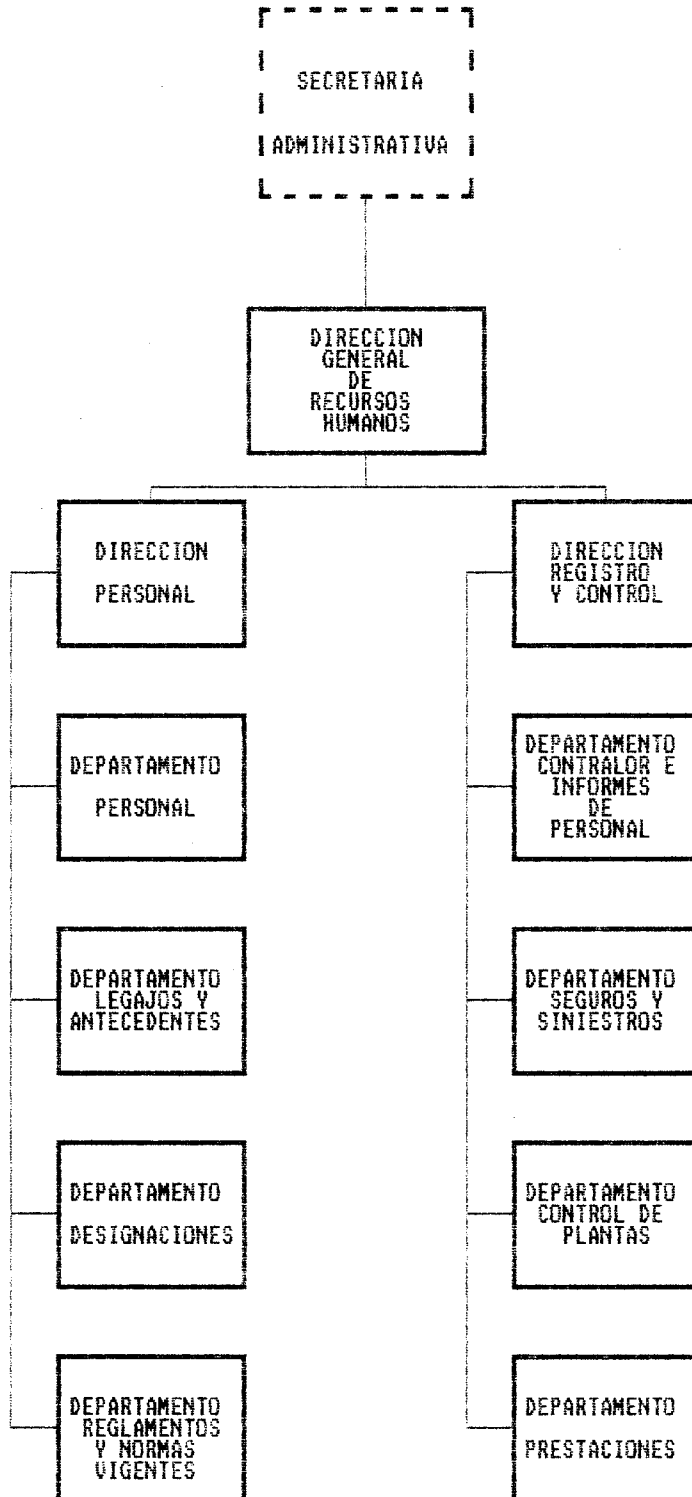 SECRETARIA
ADMINISTRATIVA
DIRECCION
GENERAL
DE
RECURSOS
HUMANOS
DIRECCION
PERSONAL
DIRECCION
REGISTRO
Y CONTROL
DEPARTAMENTO
PERSONAL
DEPARTAMENTO
CONTRALOR E
INFORMES
DE
PERSONAL
DEPARTAMENTO
LEGAJOS Y
ANTECEDENTES
DEPARTAMENTO
SEGUROS Y
SINIESTROS
DEPARTAMENTO
DESIGNACIONES
DEPARTAMENTO
CONTROL DE
PLANTAS
DEPARTAMENTO
REGLAMENTOS
Y NORMAS
VIGENTES
DEPARTAMENTO
PRESTACIONES